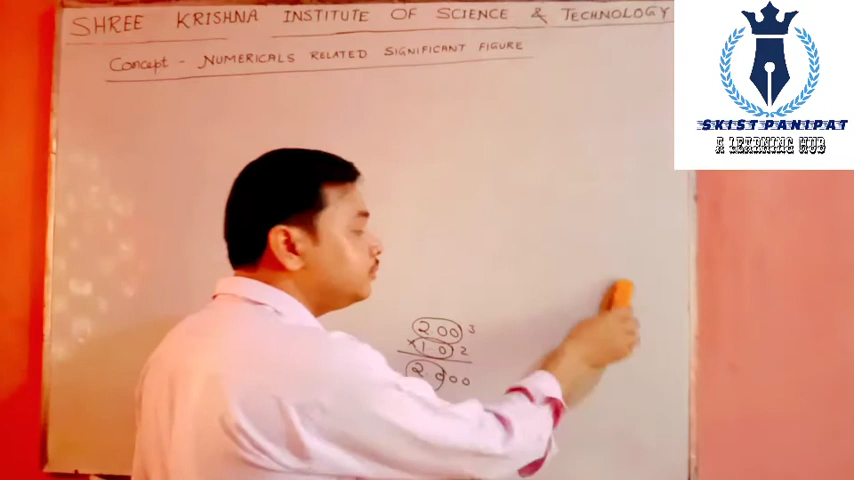 SHREE KRISHNA INSTITUTE OF SCIENCE & TECHNOLOGY
Concept - NUMERICALS RELATED SIGNIFICANT FIGURE
SKIST PANIPAT
A LEARNING HUB
200 3
×1.0 2
2.000